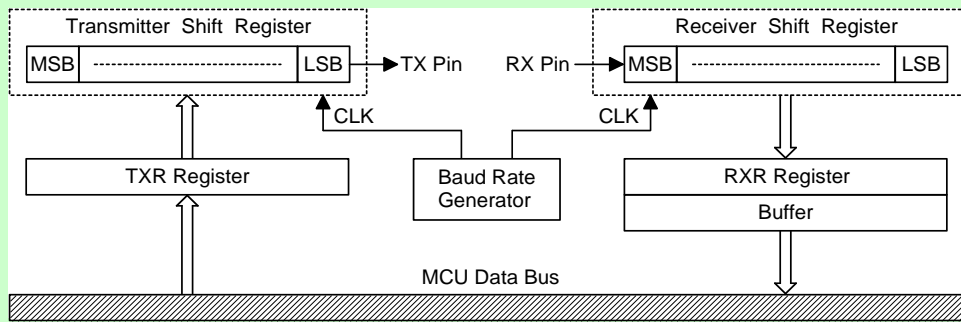 Transmitter Shift Register
Receiver Shift Register
MSB
LSB
TX Pin
RX Pin
MSB
LSB
CLK
CLK
TXR Register
Baud Rate
Generator
RXR Register
Buffer
MCU Data Bus